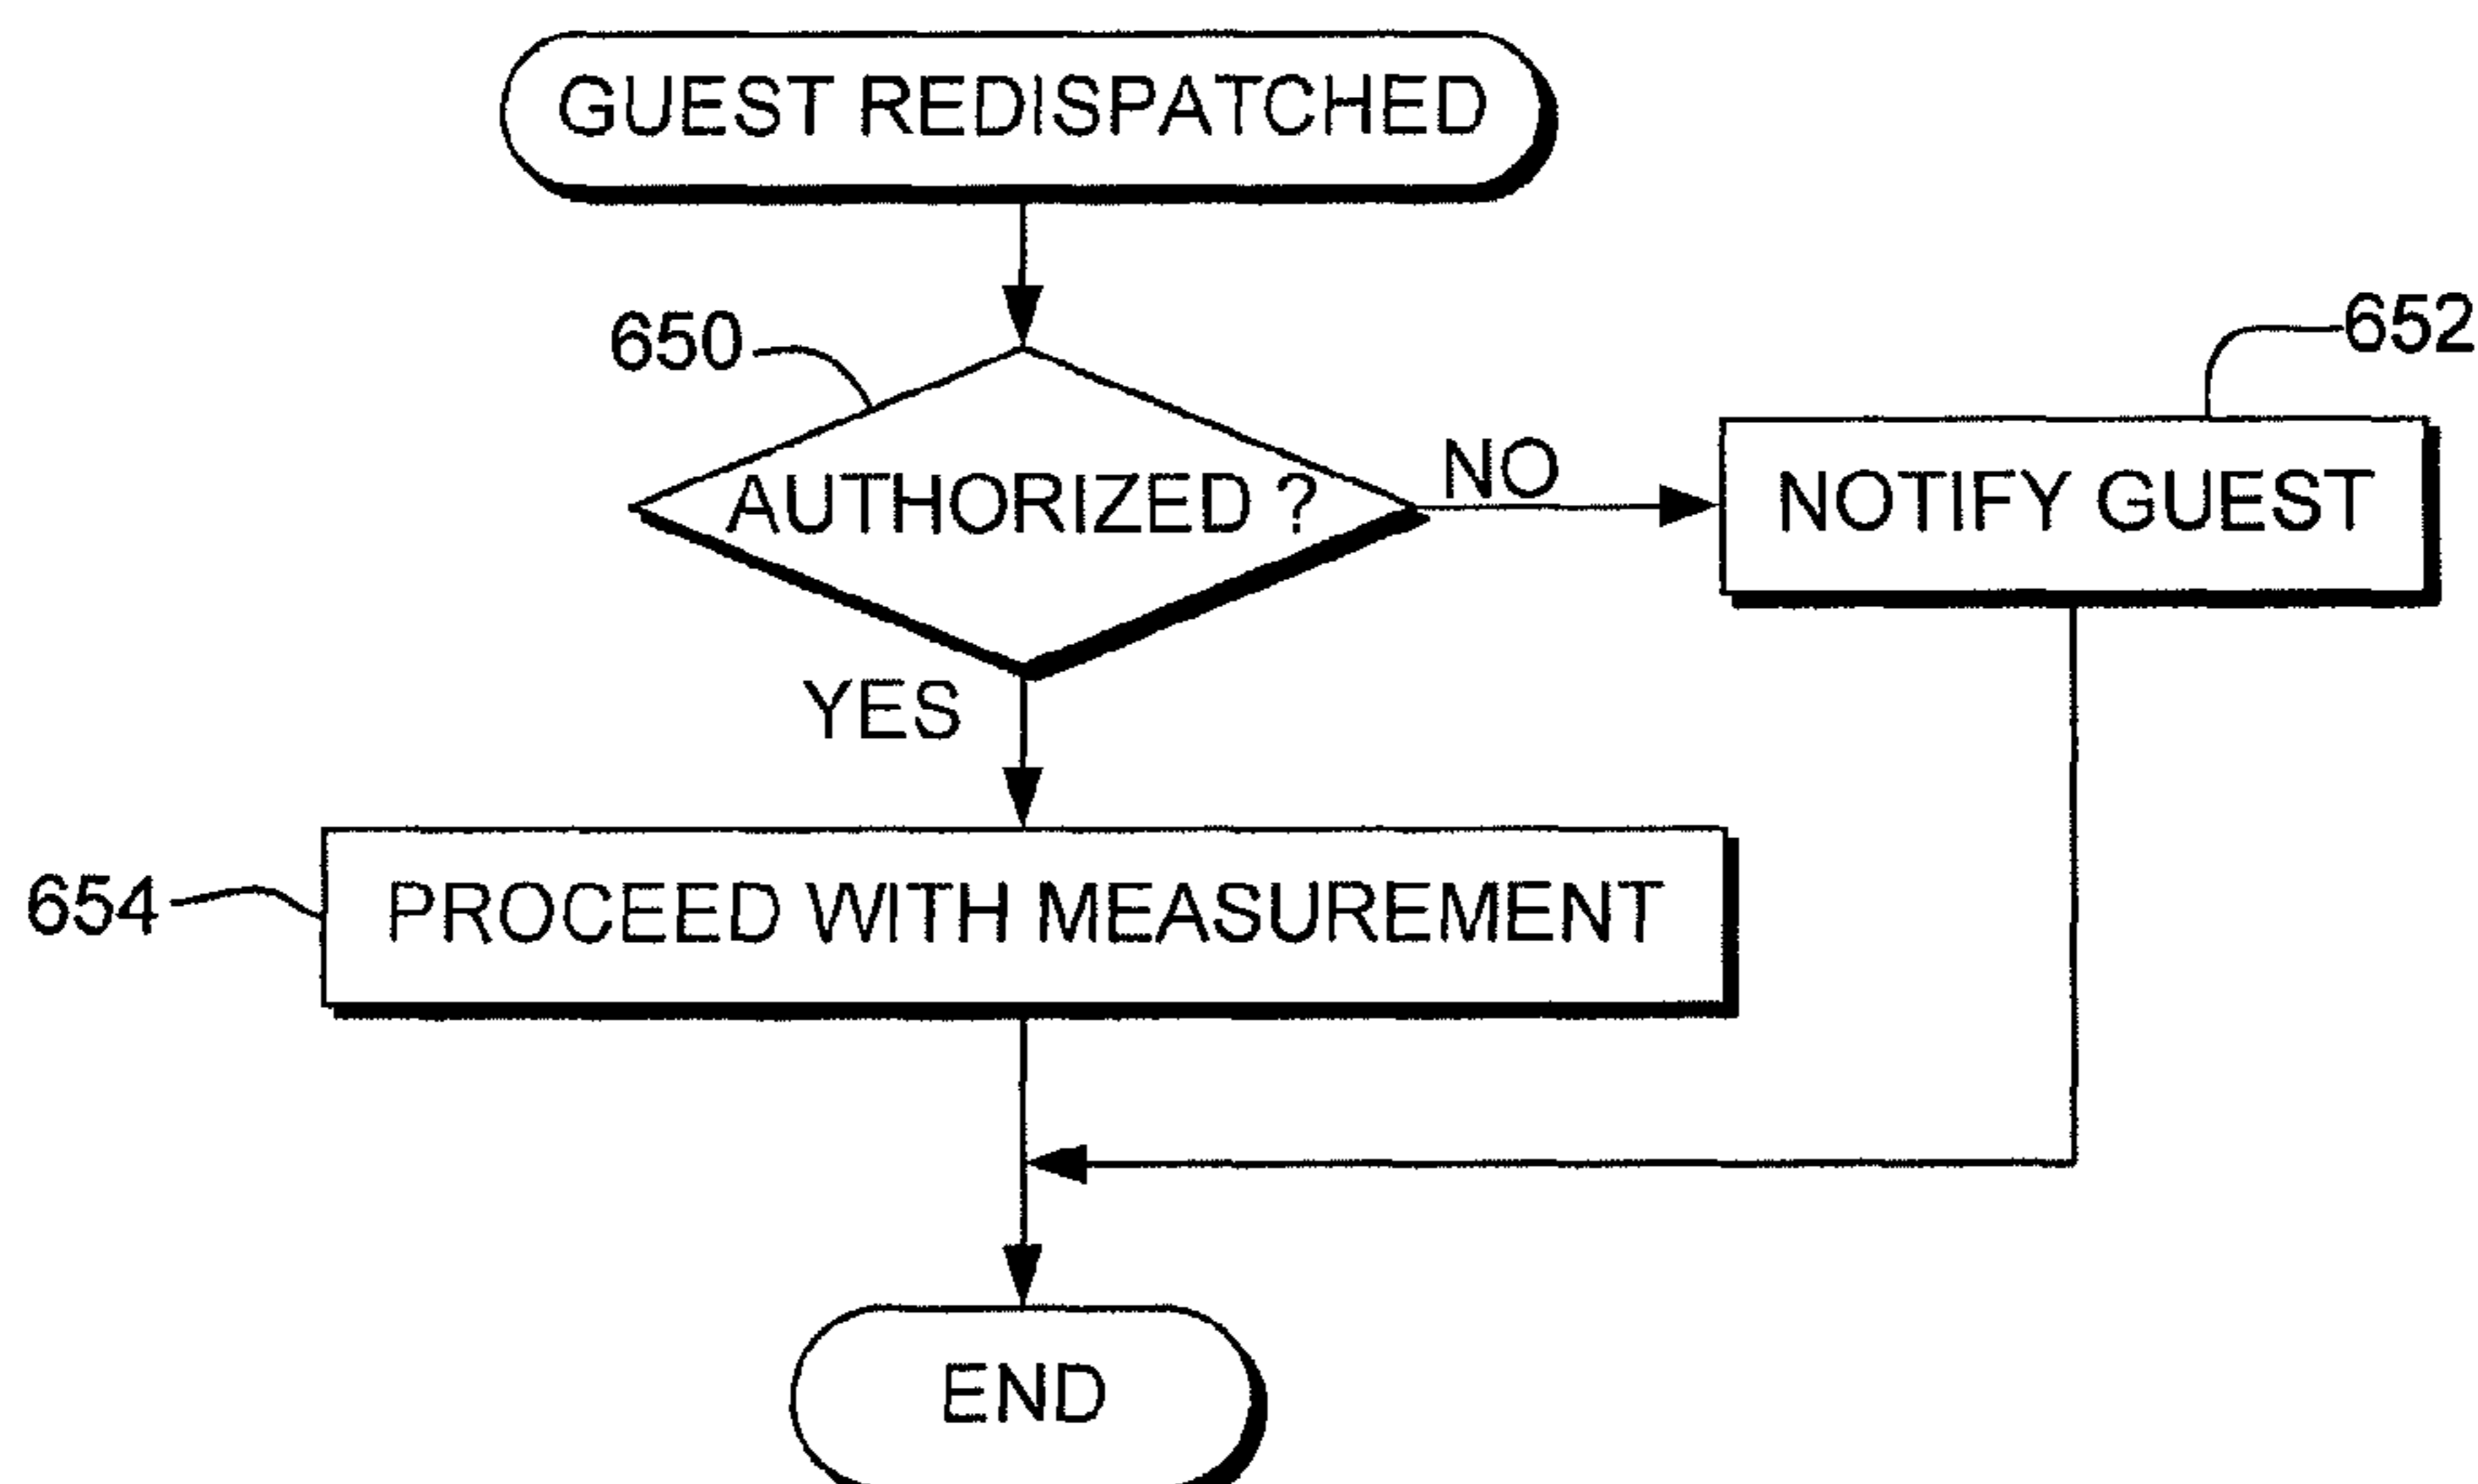 GUEST REDISPATCHED
650
652
AUTHORIZED ?
NO
NOTIFY GUEST
YES
654
PROCEED WITH MEASUREMENT
END